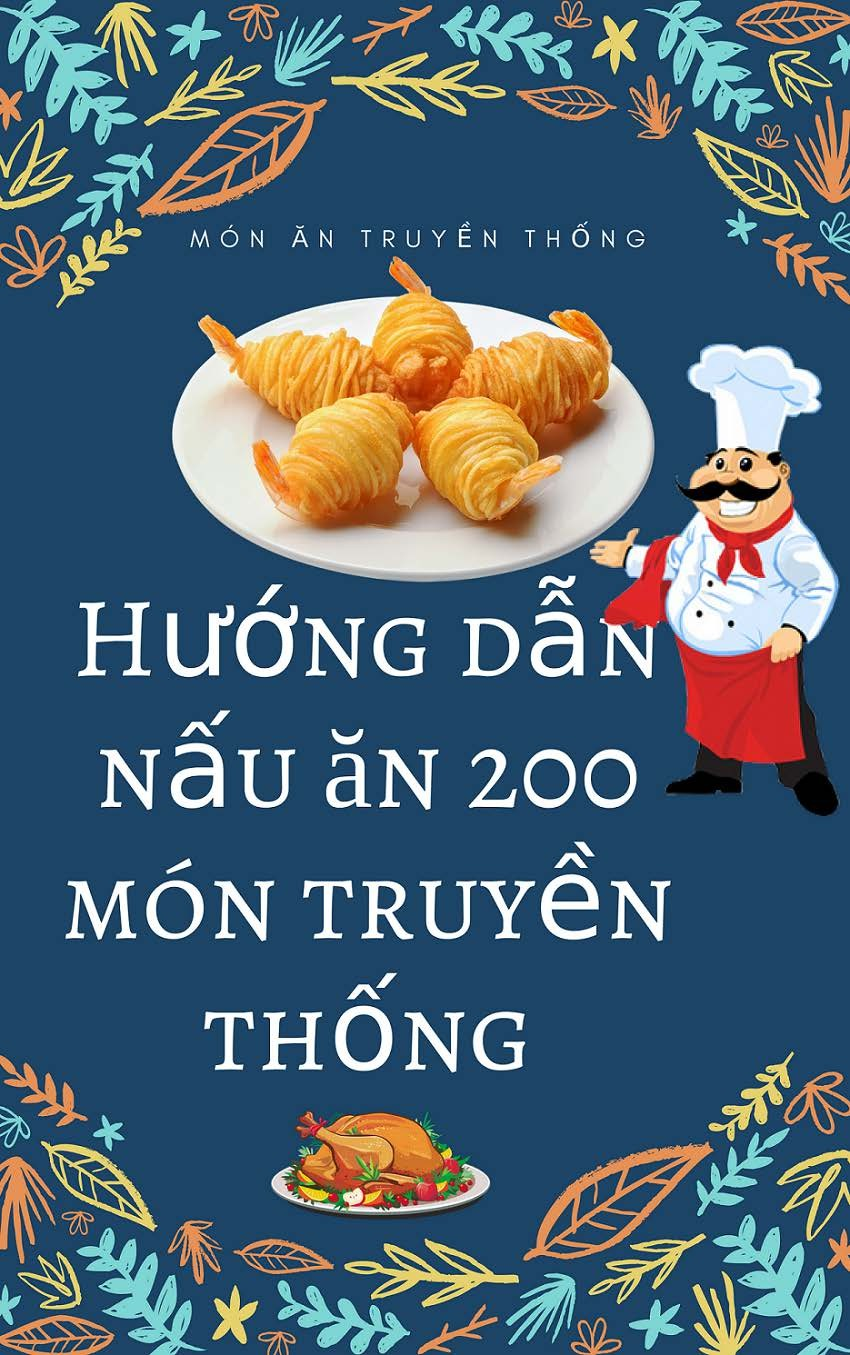 MÓN ĂN TRUYỀN THỐNG
Hướng dẫn
nấu ăn 200
món truyền
thống